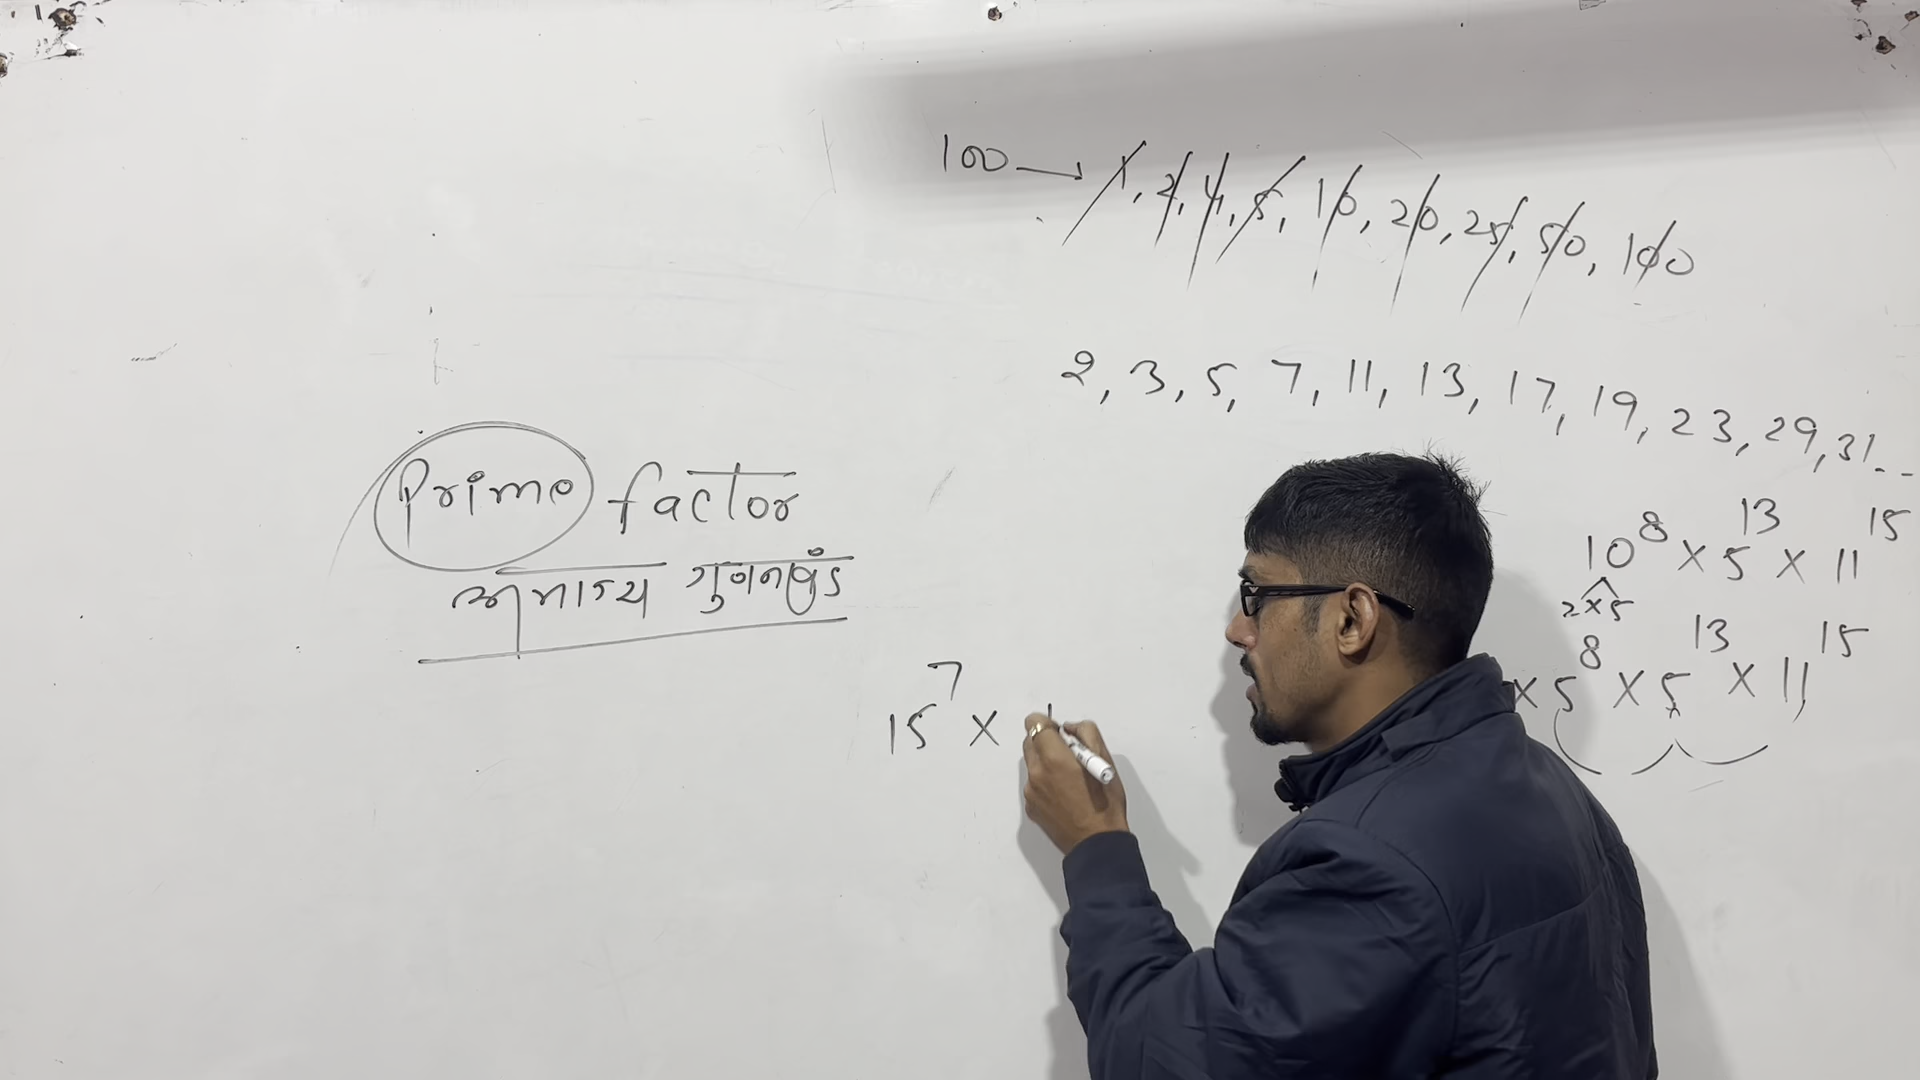 100 → 1, 2, 4, 5, 10, 20, 25, 50, 100
2, 3, 5, 7, 11, 13, 17, 19, 23, 29, 31..
Prime factor
अभाज्य गुणनखंड
10⁸ × 5¹³ × 11¹⁵
2×5
× 5⁸ × 5¹³ × 11¹⁵
15⁷ ×